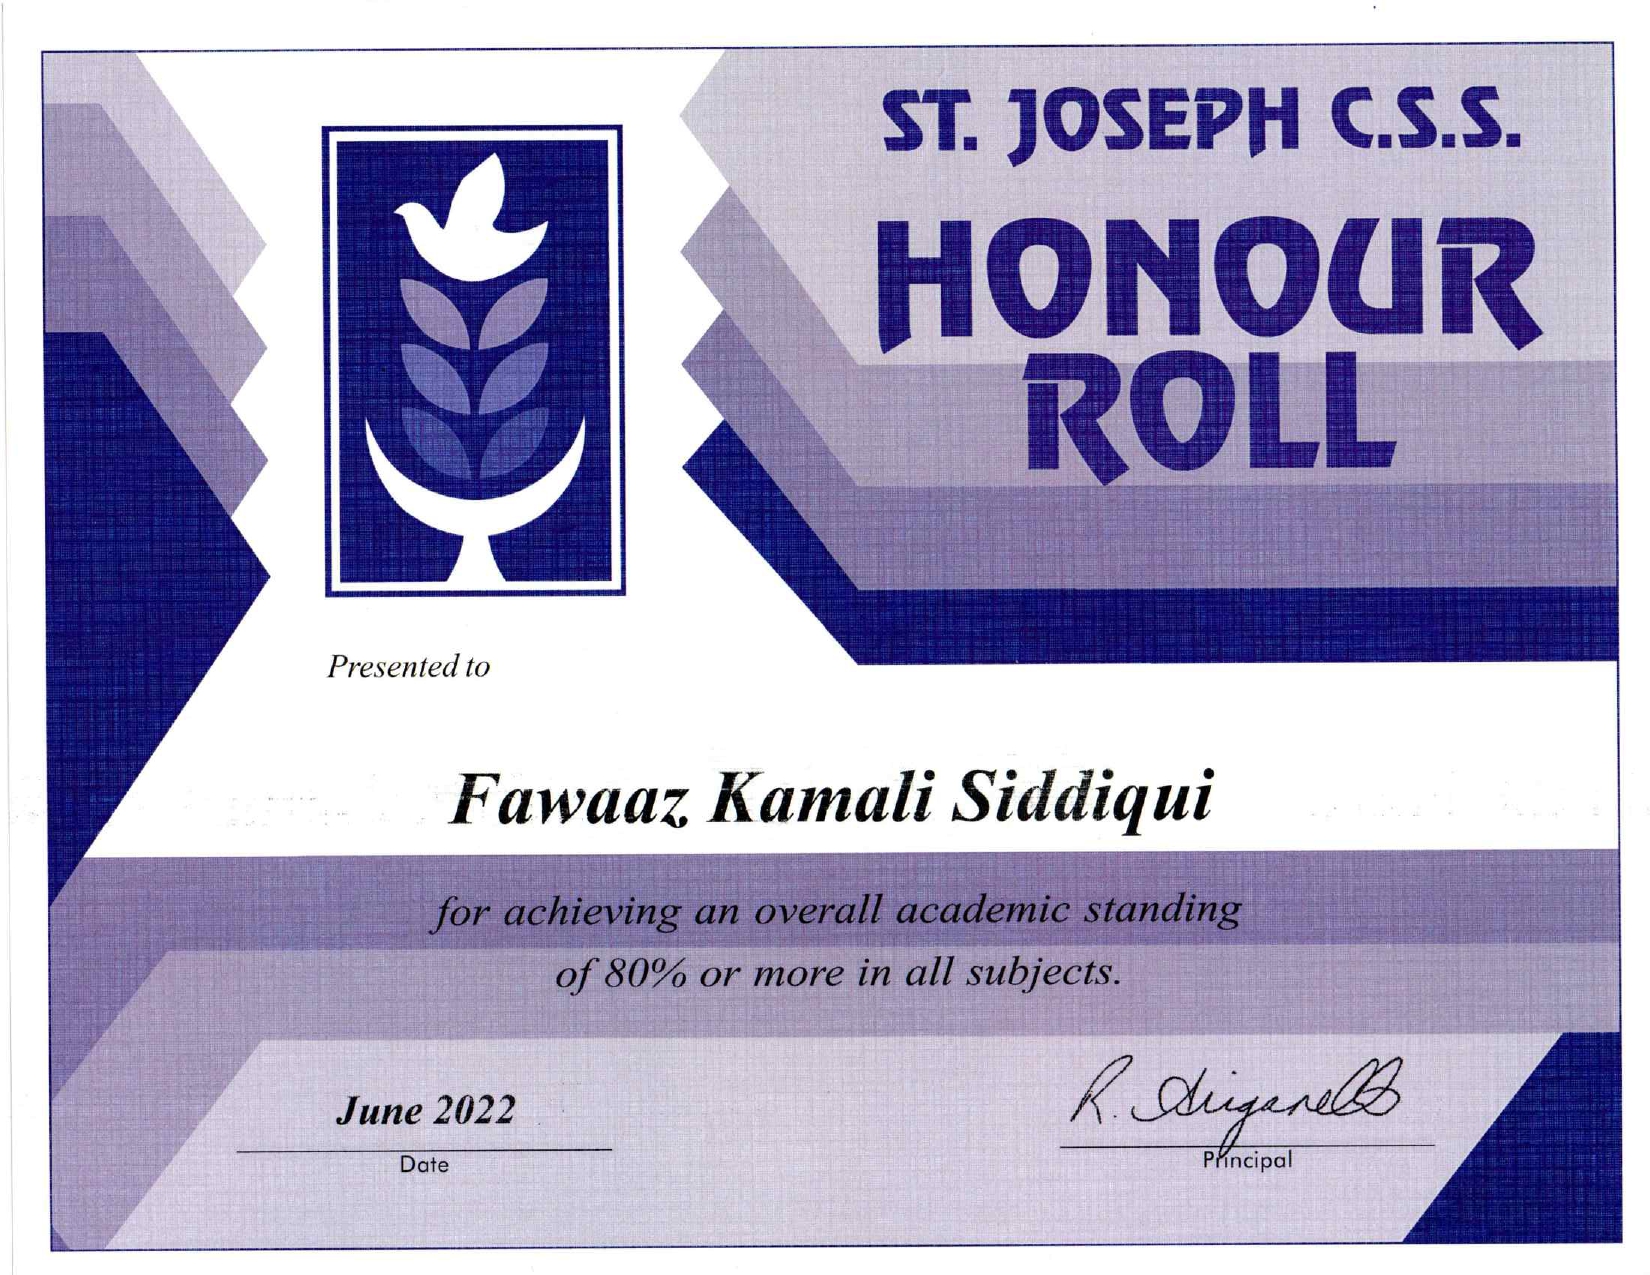 ST. JOSEPH C.S.S.
HONOUR
ROLL
Presented to
Fawaaz Kamali Siddiqui
for achieving an overall academic standing
of 80% or more in all subjects.
June 2022
Date
R.
Principal